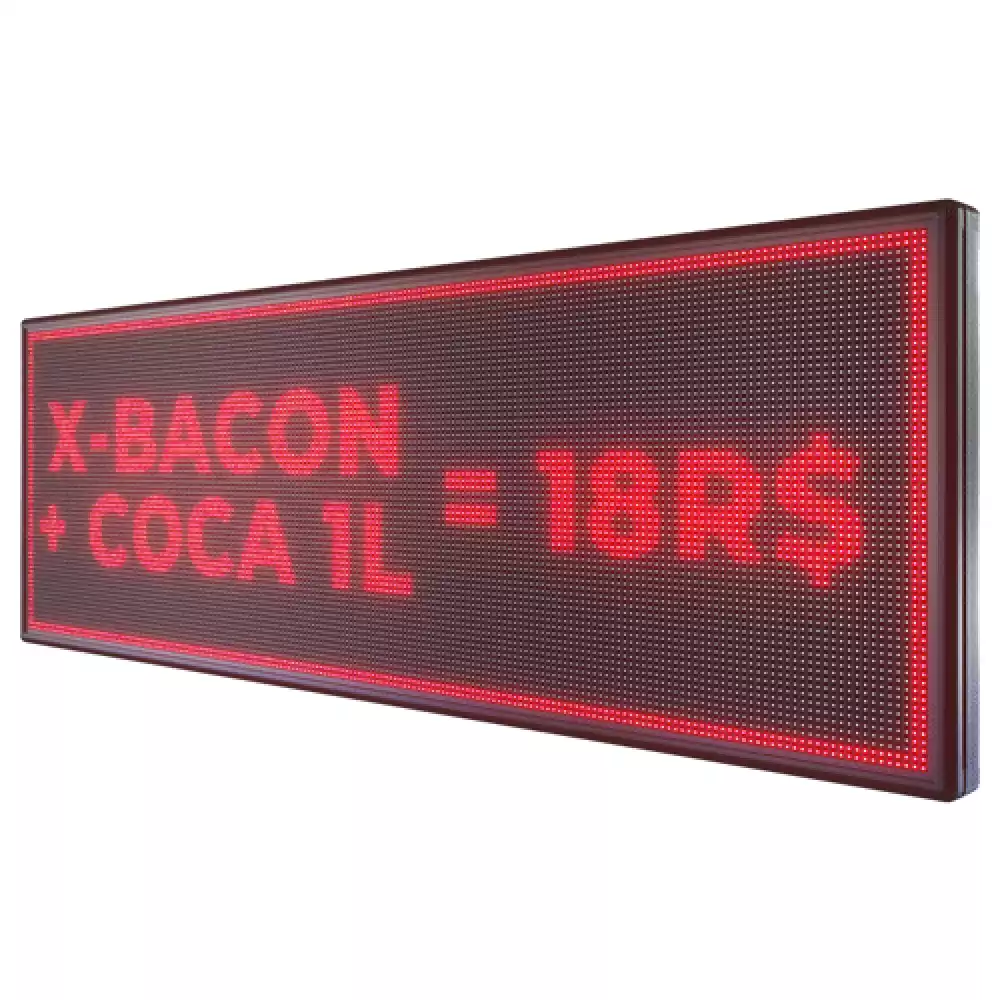 X-BACON
+ COCA 1L
= 18R$